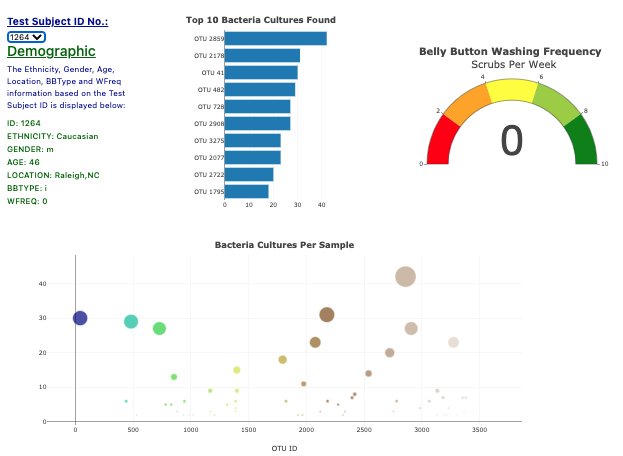 Test Subject ID No.:
1264
Demographic
The Ethnicity, Gender, Age,
Location, BBType and WFreq
information based on the Test
Subject ID is displayed below:
ID: 1264
ETHNICITY: Caucasian
GENDER: m
AGE: 46
LOCATION: Raleigh,NC
BBTYPE: i
WFREQ: 0
Top 10 Bacteria Cultures Found
OTU 2859
OTU 2178
OTU 41
OTU 482
OTU 728
OTU 2908
OTU 3275
OTU 2077
OTU 2722
OTU 1795
0 10 20 30 40
Belly Button Washing Frequency
Scrubs Per Week
0 2 4 6 8 10
0
Bacteria Cultures Per Sample
40
30
20
10
0
0 500 1000 1500 2000 2500 3000 3500
OTU ID